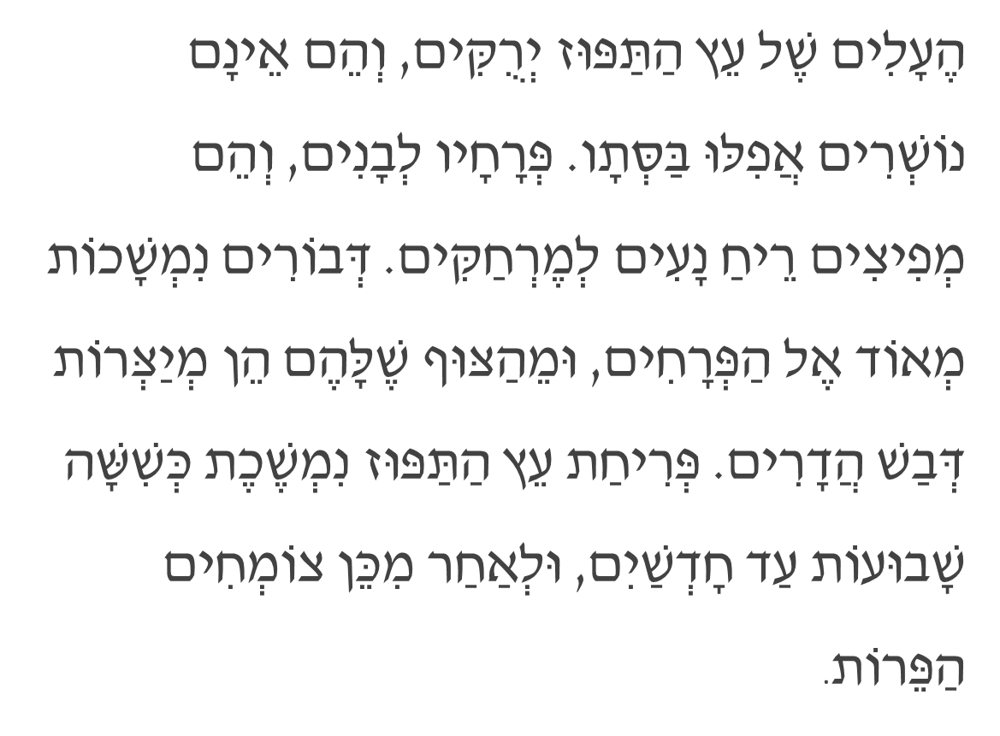 הֶעָלִים שֶׁל עֵץ הַתַּפּוּז יְרֻקִּים, וְהֵם אֵינָם
נוֹשְׁרִים אֲפִלּוּ בַּסְּתָו. פְּרָחָיו לְבָנִים, וְהֵם
מְפִיצִים רֵיחַ נָעִים לְמֶרְחַקִּים. דְּבוֹרִים נִמְשָׁכוֹת
מְאוֹד אֶל הַפְּרָחִים, וּמֵהַצּוּף שֶׁלָּהֶם הֵן מְיַצְּרוֹת
דְּבַשׁ הֲדָרִים. פְּרִיחַת עֵץ הַתַּפּוּז נִמְשֶׁכֶת כְּשִׁשָּׁה
שָׁבוּעוֹת עַד חָדְשַׁיִם, וּלְאַחַר מִכֵּן צוֹמְחִים
הַפֵּרוֹת.